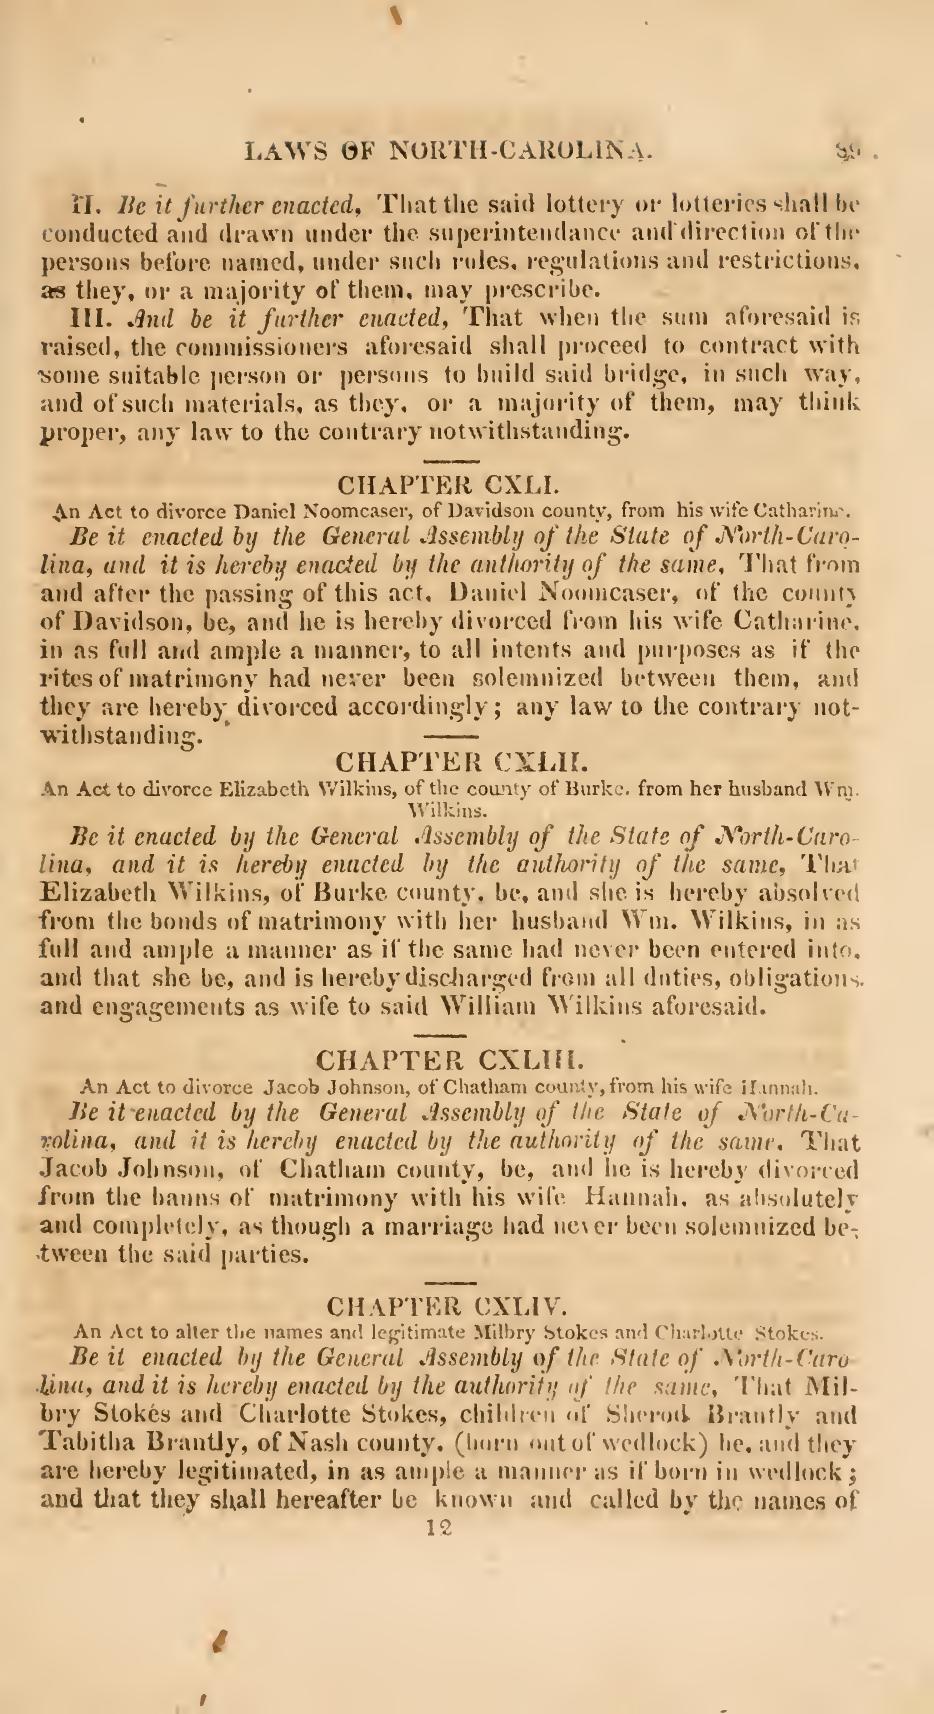 LAWS OF NORTH-CAROLINA. 89
II. Be it further enacted, That the said lottery or lotteries shall be
conducted and drawn under the superintendance and direction of the
persons before named, under such rules, regulations and restrictions,
as they, or a majority of them, may prescribe.
III. And be it further enacted, That when the sum aforesaid is
raised, the commissioners aforesaid shall proceed to contract with
some suitable person or persons to build said bridge, in such way,
and of such materials, as they, or a majority of them, may think
proper, any law to the contrary notwithstanding.
CHAPTER CXLI.
An Act to divorce Daniel Noomcaser, of Davidson county, from his wife Catharine.
Be it enacted by the General Assembly of the State of North-Caro-
lina, and it is hereby enacted by the authority of the same, That from
and after the passing of this act, Daniel Noomcaser, of the county
of Davidson, be, and he is hereby divorced from his wife Catharine,
in as full and ample a manner, to all intents and purposes as if the
rites of matrimony had never been solemnized between them, and
they are hereby divorced accordingly; any law to the contrary not-
withstanding.
CHAPTER CXLII.
An Act to divorce Elizabeth Wilkins, of the county of Burke, from her husband Wm.
Wilkins.
Be it enacted by the General Assembly of the State of North-Caro-
lina, and it is hereby enacted by the authority of the same, That
Elizabeth Wilkins, of Burke county, be, and she is hereby absolved
from the bonds of matrimony with her husband Wm. Wilkins, in as
full and ample a manner as if the same had never been entered into,
and that she be, and is hereby discharged from all duties, obligations,
and engagements as wife to said William Wilkins aforesaid.
CHAPTER CXLIII.
An Act to divorce Jacob Johnson, of Chatham county, from his wife Hannah.
Be it enacted by the General Assembly of the State of North-Ca-
rolina, and it is hereby enacted by the authority of the same, That
Jacob Johnson, of Chatham county, be, and he is hereby divorced
from the banns of matrimony with his wife Hannah, as absolutely
and completely, as though a marriage had never been solemnized be-
tween the said parties.
CHAPTER CXLIV.
An Act to alter the names and legitimate Milbry Stokes and Charlotte Stokes.
Be it enacted by the General Assembly of the State of North-Caro
lina, and it is hereby enacted by the authority of the same, That Mil-
bry Stokes and Charlotte Stokes, children of Sherod Brantly and
Tabitha Brantly, of Nash county, (born out of wedlock) be, and they
are hereby legitimated, in as ample a manner as if born in wedlock;
and that they shall hereafter be known and called by the names of
12